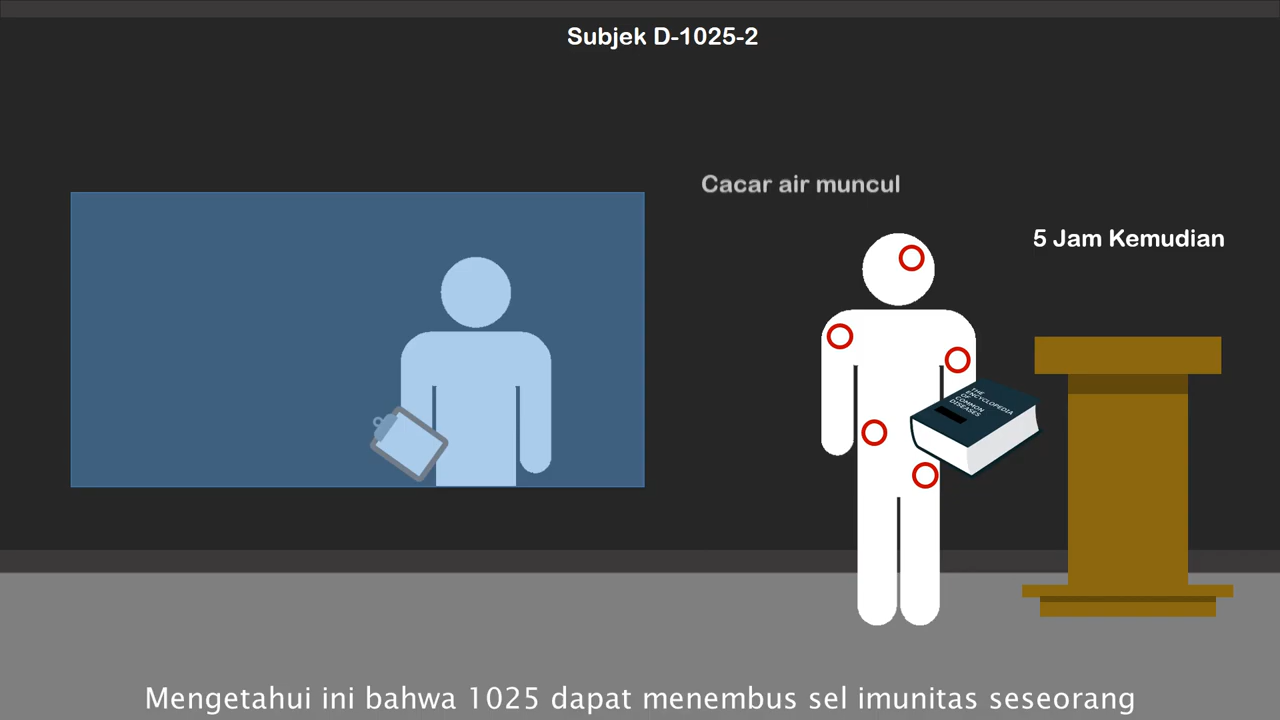 Subjek D-1025-2
Cacar air muncul
5 Jam Kemudian
THE
ENCYCLOPEDIA
OF
COMMON
DISEASES
Mengetahui ini bahwa 1025 dapat menembus sel imunitas seseorang